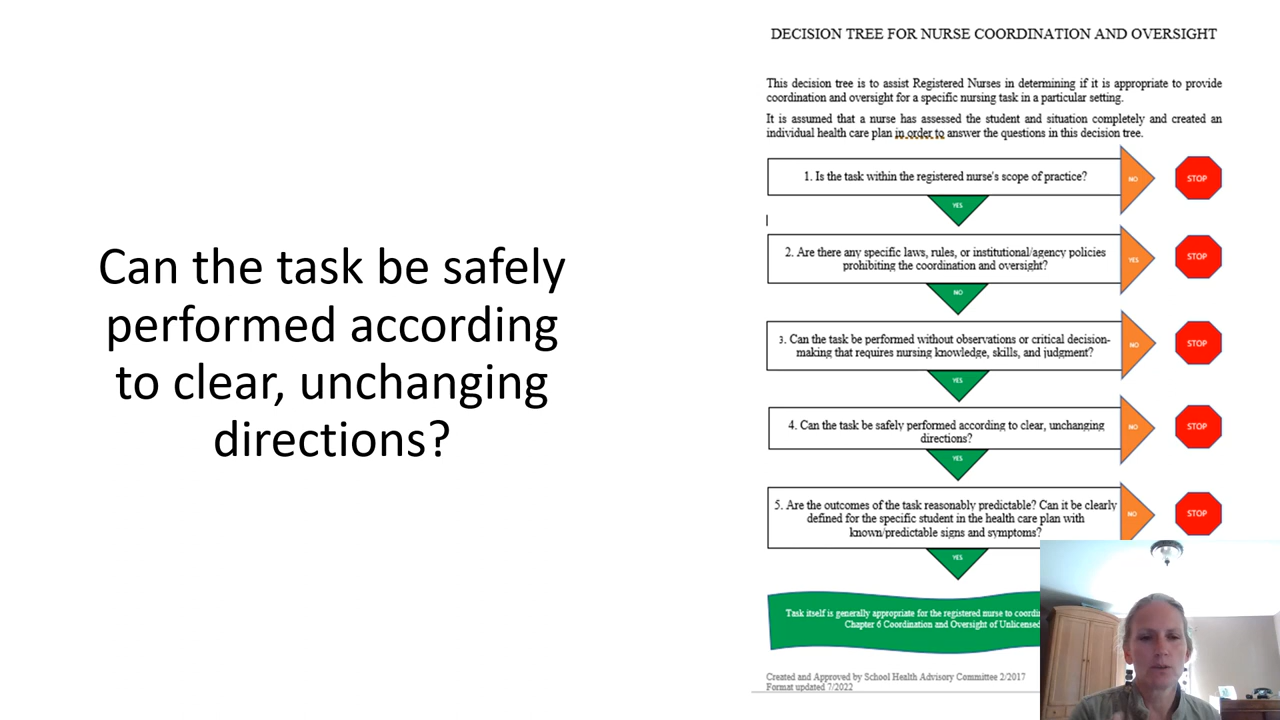 Can the task be safely
performed according
to clear, unchanging
directions?
DECISION TREE FOR NURSE COORDINATION AND OVERSIGHT
This decision tree is to assist Registered Nurses in determining if it is appropriate to provide
coordination and oversight for a specific nursing task in a particular setting.
It is assumed that a nurse has assessed the student and situation completely and created an
individual health care plan in order to answer the questions in this decision tree.
1. Is the task within the registered nurse's scope of practice?
NO
STOP
YES
2. Are there any specific laws, rules, or institutional/agency policies
prohibiting the coordination and oversight?
YES
STOP
NO
3. Can the task be performed without observations or critical decision-
making that requires nursing knowledge, skills, and judgment?
NO
STOP
YES
4. Can the task be safely performed according to clear, unchanging
directions?
NO
STOP
YES
5. Are the outcomes of the task reasonably predictable? Can it be clearly
defined for the specific student in the health care plan with
known/predictable signs and symptoms?
NO
STOP
YES
Task itself is generally appropriate for the registered nurse to
Chapter 6 Coordination and Oversight of Unlicensed
Created and Approved by School Health Advisory Committee 2/2017
Format updated 7/2022